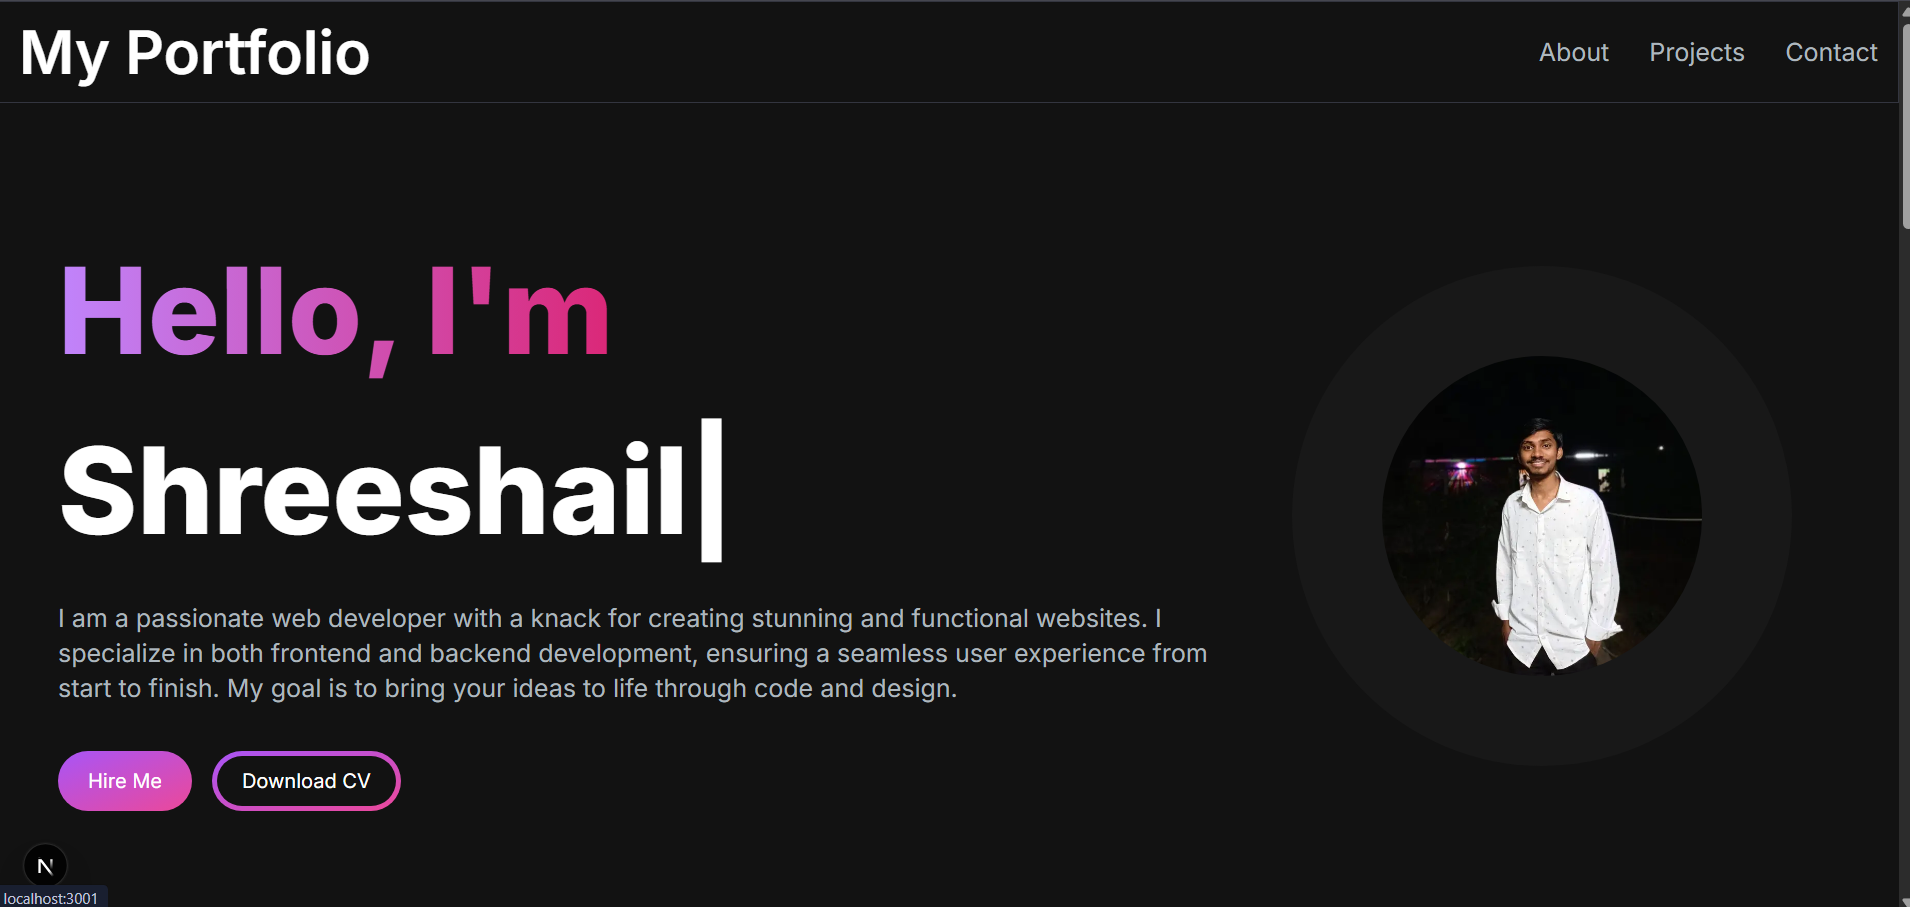 My Portfolio
About Projects Contact
Hello, I'm
Shreeshail|
I am a passionate web developer with a knack for creating stunning and functional websites. I
specialize in both frontend and backend development, ensuring a seamless user experience from
start to finish. My goal is to bring your ideas to life through code and design.
Hire Me Download CV
N
localhost:3001